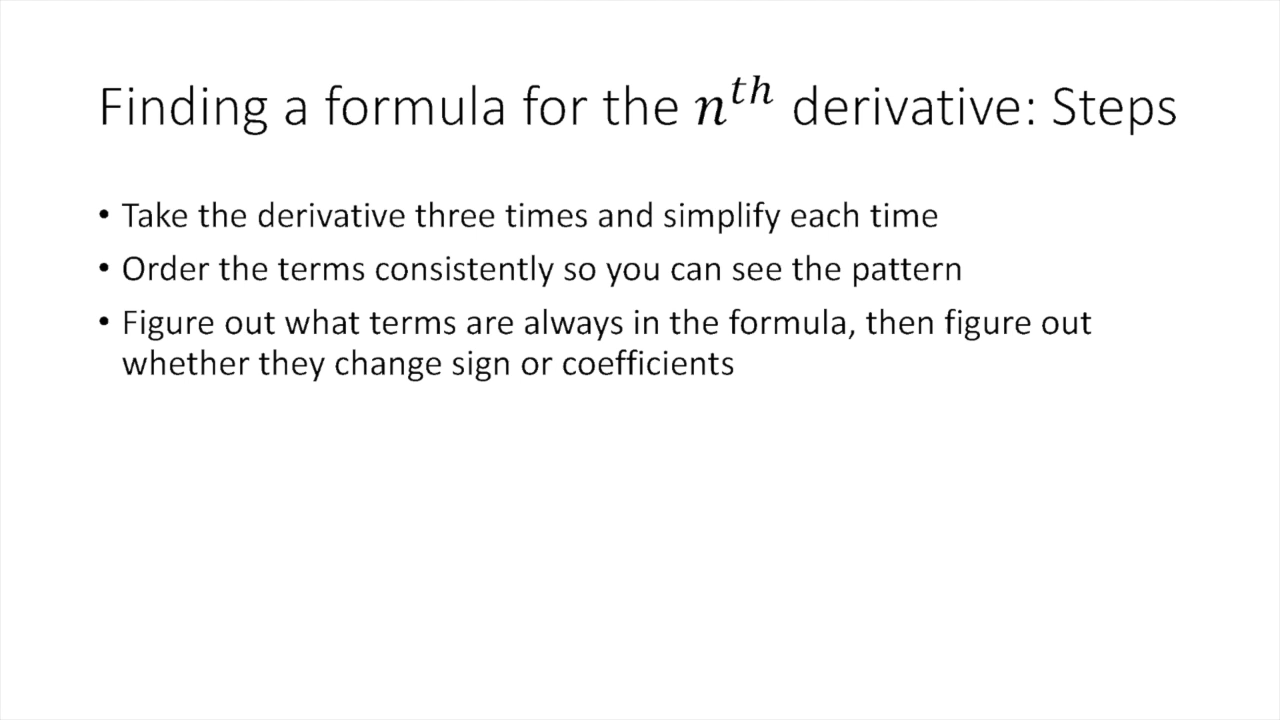 Finding a formula for the nᵗʰ derivative: Steps
• Take the derivative three times and simplify each time
• Order the terms consistently so you can see the pattern
• Figure out what terms are always in the formula, then figure out
whether they change sign or coefficients